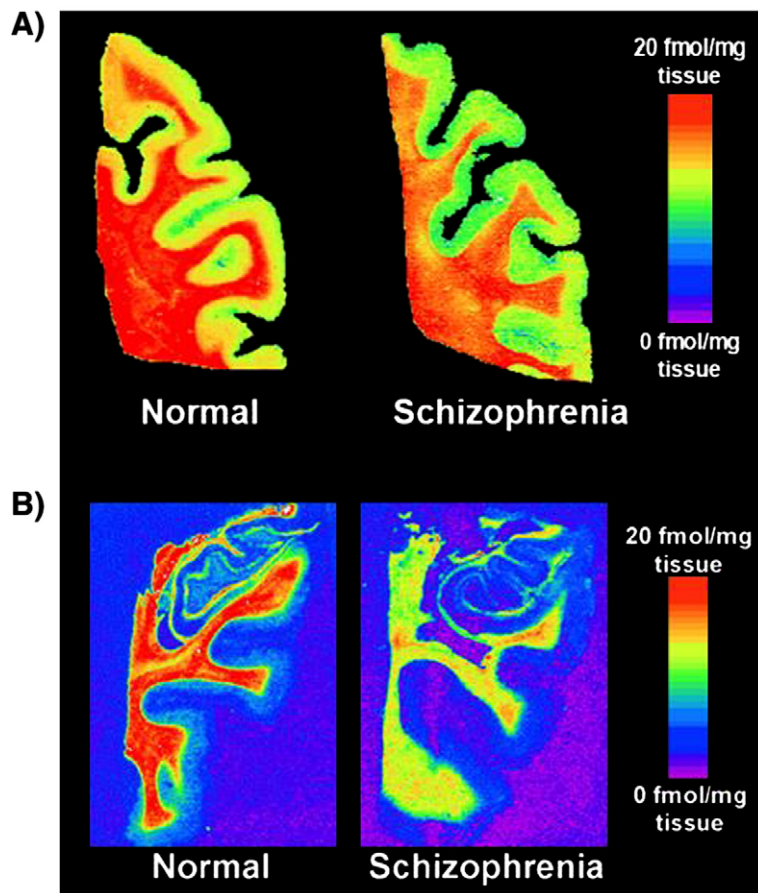 A)
20 fmol/mg
tissue
0 fmol/mg
tissue
Normal
Schizophrenia
B)
20 fmol/mg
tissue
0 fmol/mg
tissue
Normal
Schizophrenia